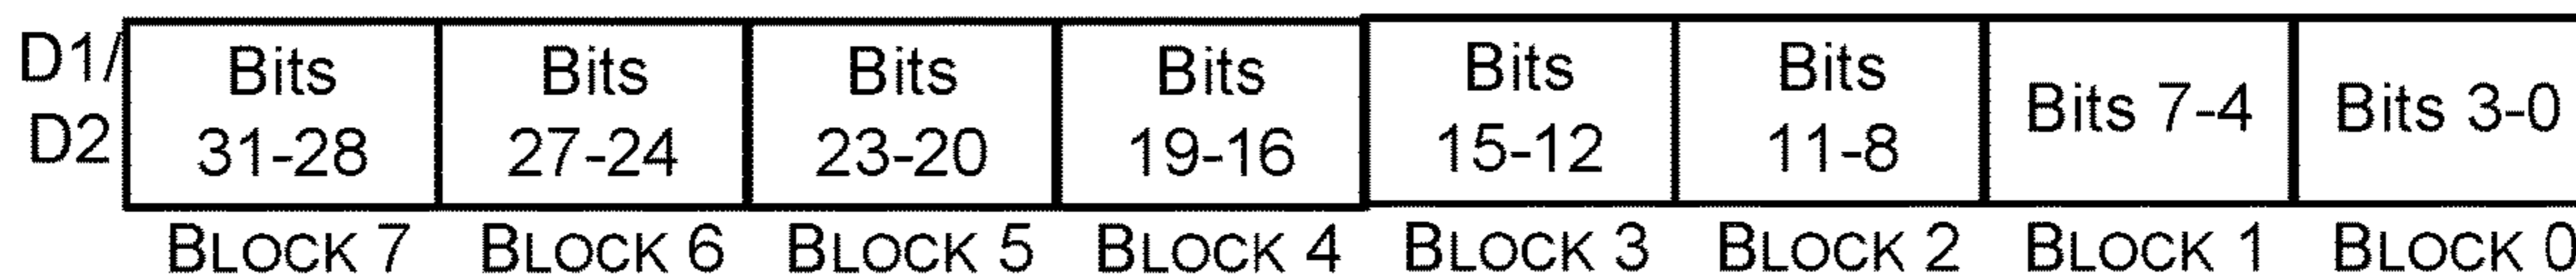 D1/
D2
Bits
31-28
Bits
27-24
Bits
23-20
Bits
19-16
Bits
15-12
Bits
11-8
Bits 7-4
Bits 3-0
BLOCK 7
BLOCK 6
BLOCK 5
BLOCK 4
BLOCK 3
BLOCK 2
BLOCK 1
BLOCK 0